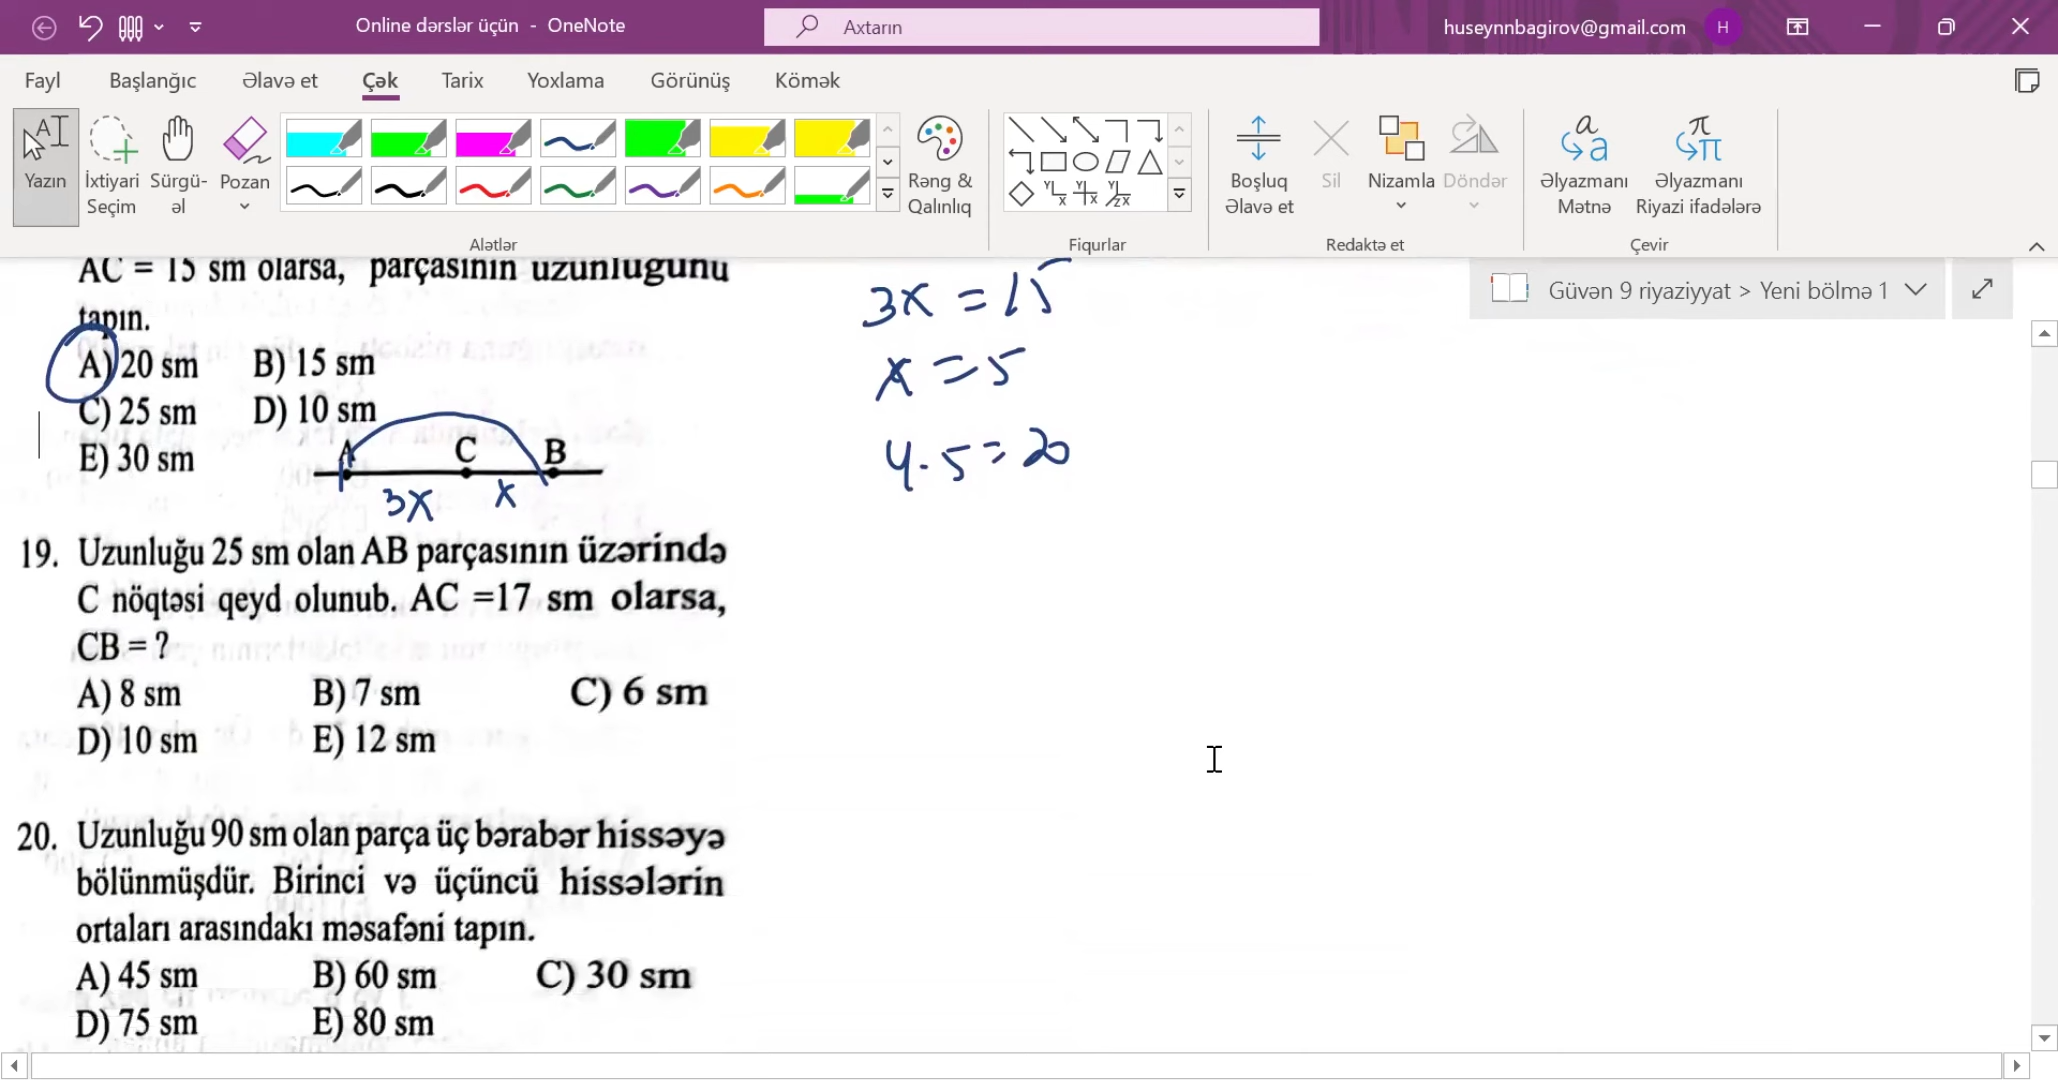 Online dərslər üçün - OneNote
Axtarın
huseynnbagirov@gmail.com
H
Fayl Başlanğıc Əlavə et Çək Tarix Yoxlama Görünüş Kömək
Yazın
İxtiyari Seçim
Sürgü-əl
Pozan
Rəng & Qalınlıq
Boşluq Əlavə et
Sil
Nizamla
Döndər
Əlyazmanı Mətnə
Əlyazmanı Riyazi ifadələrə
Alətlər
Fiqurlar
Redaktə et
Çevir
Güvən 9 riyaziyyat > Yeni bölmə 1
AC = 15 sm olarsa, parçasının uzunluğunu
tapın.
A) 20 sm B) 15 sm
C) 25 sm D) 10 sm
E) 30 sm
A C B
3x x
3x = 15
x = 5
4·5 = 20
19. Uzunluğu 25 sm olan AB parçasının üzərində
C nöqtəsi qeyd olunub. AC =17 sm olarsa,
CB = ?
A) 8 sm B) 7 sm C) 6 sm
D) 10 sm E) 12 sm
20. Uzunluğu 90 sm olan parça üç bərabər hissəyə
bölünmüşdür. Birinci və üçüncü hissələrin
ortaları arasındakı məsafəni tapın.
A) 45 sm B) 60 sm C) 30 sm
D) 75 sm E) 80 sm